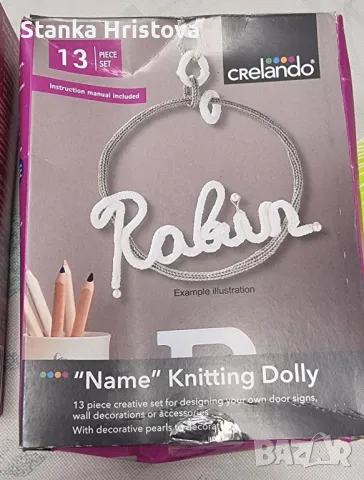 Stanka Hristova
13 PIECE SET
Instruction manual included
crelando
Robin
Example illustration
"Name" Knitting Dolly
13 piece creative set for designing your own door signs,
wall decorations or accessories
With decorative pearls to decorate
BAZAR